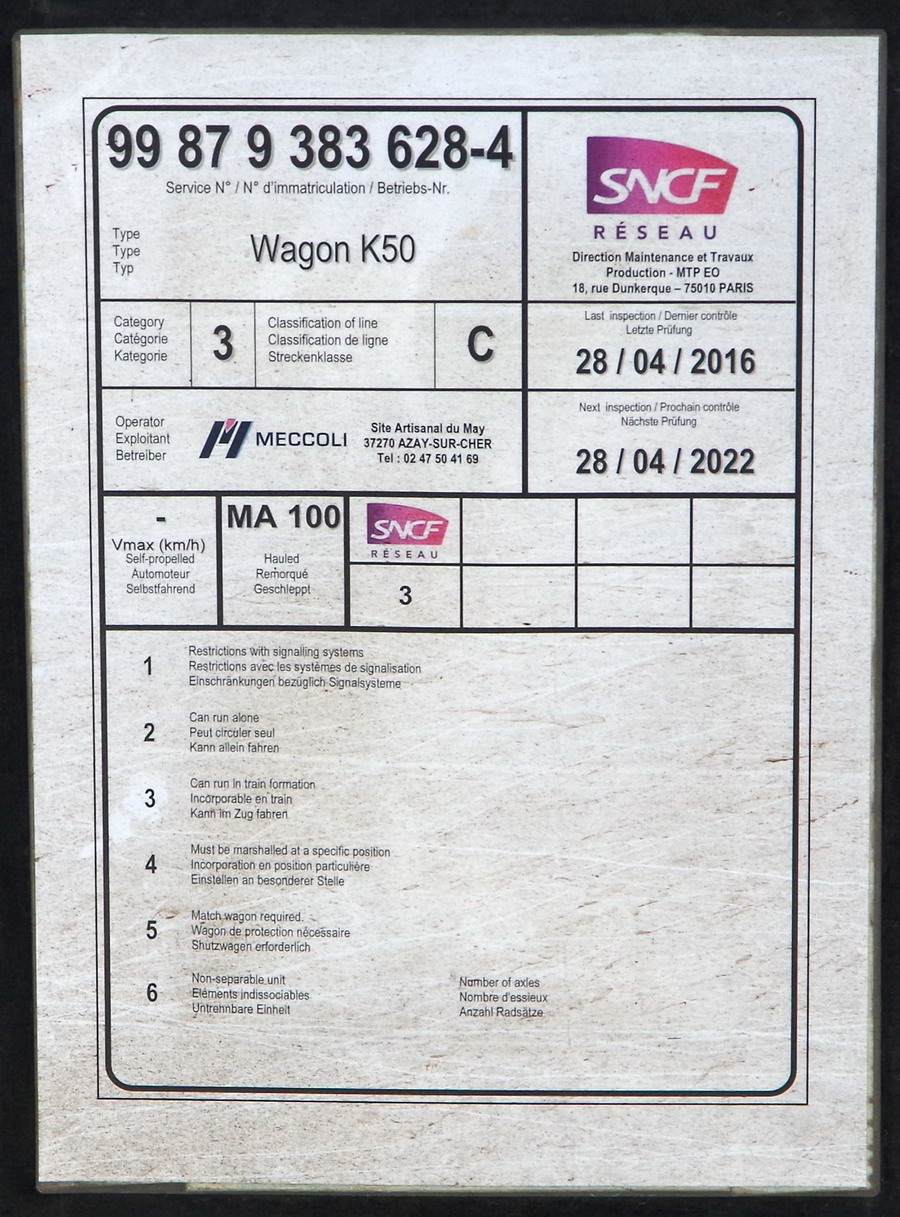 99 87 9 383 628-4
Service N° / N° d'immatriculation / Betriebs-Nr.
Type
Type
Typ
Wagon K50
SNCF
RÉSEAU
Direction Maintenance et Travaux
Production - MTP EO
18, rue Dunkerque – 75010 PARIS
Category
Catégorie
Kategorie
3
Classification of line
Classification de ligne
Streckenklasse
C
Last inspection / Dernier contrôle
Letzte Prüfung
28 / 04 / 2016
Operator
Exploitant
Betreiber
MECCOLI
Site Artisanal du May
37270 AZAY-SUR-CHER
Tel : 02 47 50 41 69
Next inspection / Prochain contrôle
Nächste Prüfung
28 / 04 / 2022
-
Vmax (km/h)
Self-propelled
Automoteur
Selbstfahrend
MA 100
Hauled
Remorqué
Geschleppt
SNCF
RÉSEAU
3
1
Restrictions with signalling systems
Restrictions avec les systèmes de signalisation
Einschränkungen bezüglich Signalsysteme
2
Can run alone
Peut circuler seul
Kann allein fahren
3
Can run in train formation
Incorporable en train
Kann im Zug fahren
4
Must be marshalled at a specific position
Incorporation en position particulière
Einstellen an besonderer Stelle
5
Match wagon required.
Wagon de protection nécessaire
Shutzwagen erforderlich
6
Non-separable unit
Eléments indissociables
Untrennbare Einheit
Number of axles
Nombre d'essieux
Anzahl Radsätze